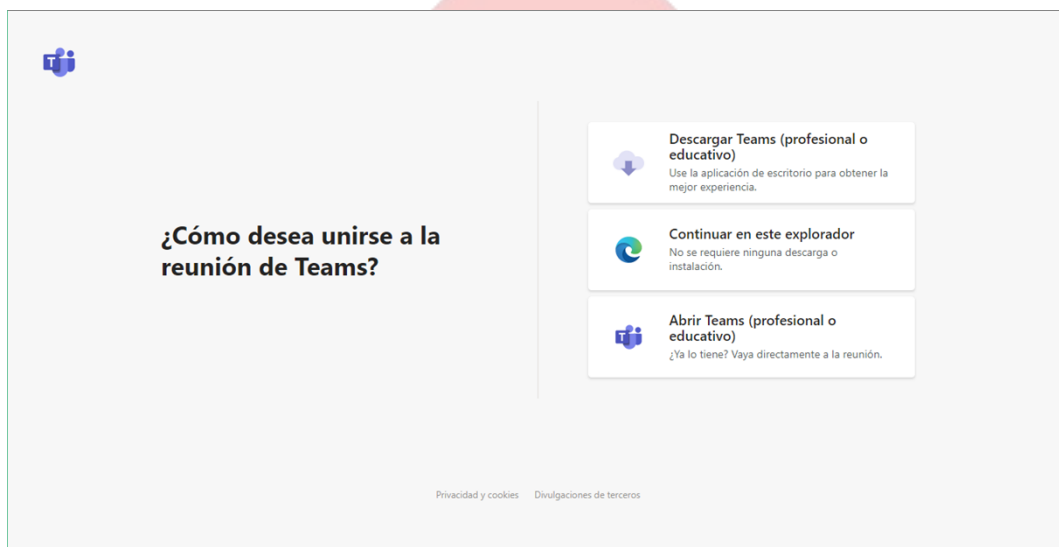 ¿Cómo desea unirse a la
reunión de Teams?
Descargar Teams (profesional o
educativo)
Use la aplicación de escritorio para obtener la
mejor experiencia.
Continuar en este explorador
No se requiere ninguna descarga o
instalación.
Abrir Teams (profesional o
educativo)
¿Ya lo tiene? Vaya directamente a la reunión.
Privacidad y cookies Divulgaciones de terceros